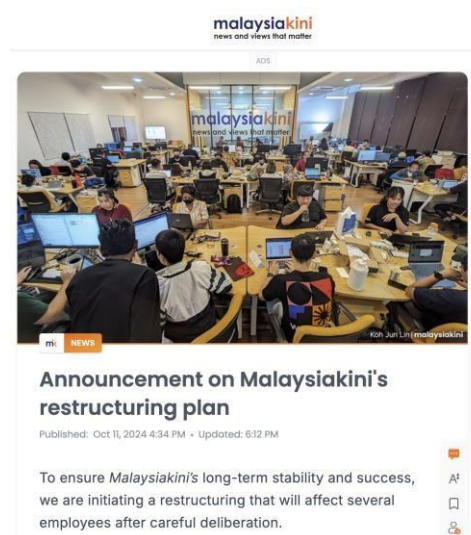 malaysiakini
news and views that matter
ADS
malaysiakini
news and views that matter
Koh Jun Lin|malaysiakini
mk NEWS
Announcement on Malaysiakini's
restructuring plan
Published: Oct 11, 2024 4:34 PM • Updated: 6:12 PM
To ensure Malaysiakini's long-term stability and success,
we are initiating a restructuring that will affect several
employees after careful deliberation.